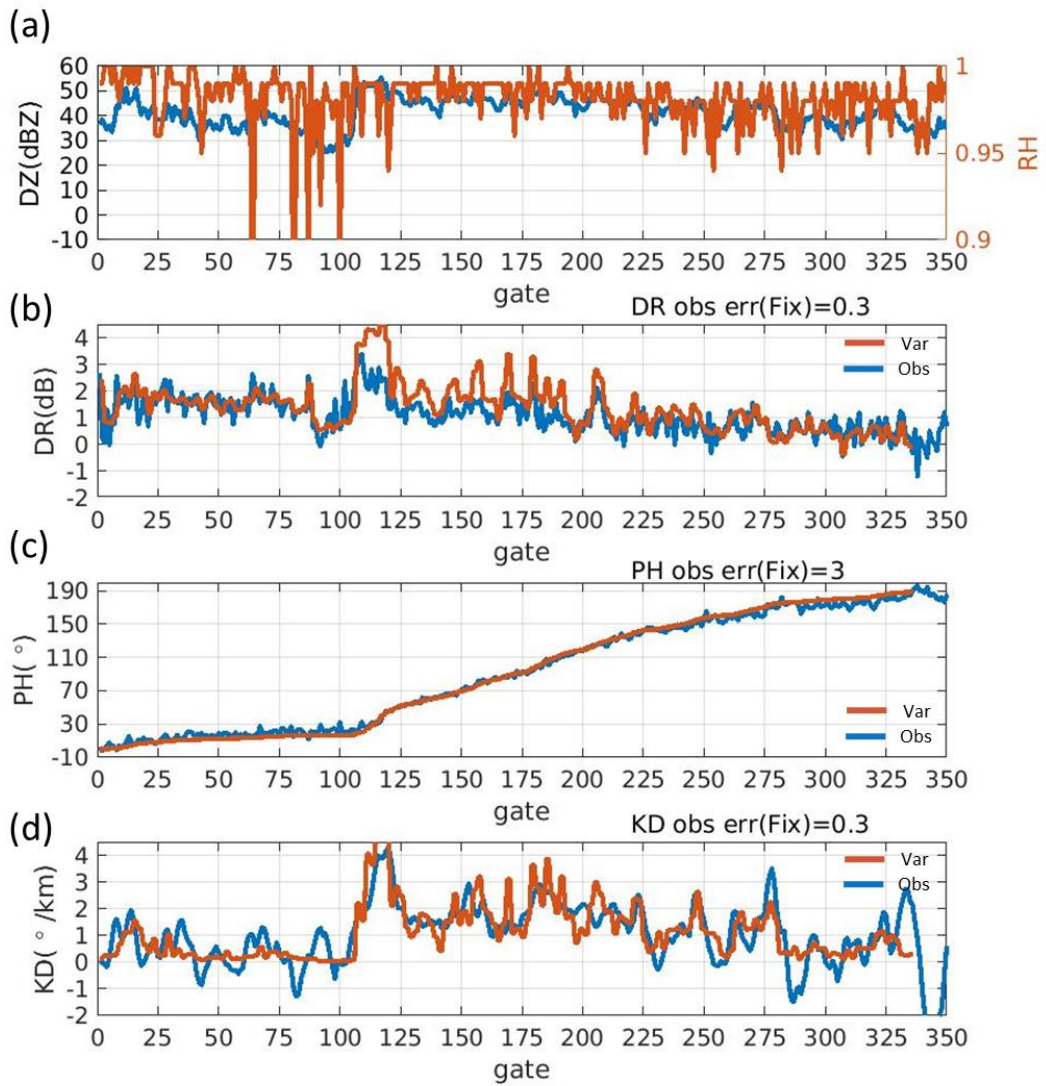 (a)
60
50
40
30
20
10
0
-10
DZ(dBZ)
1
0.95
0.9
RH
0 25 50 75 100 125 150 175 200 225 250 275 300 325 350
gate
(b)
DR obs err(Fix)=0.3
4
3
2
1
0
-1
-2
DR(dB)
Var
Obs
0 25 50 75 100 125 150 175 200 225 250 275 300 325 350
gate
(c)
PH obs err(Fix)=3
190
150
110
70
30
-10
PH( °)
Var
Obs
0 25 50 75 100 125 150 175 200 225 250 275 300 325 350
gate
(d)
KD obs err(Fix)=0.3
4
3
2
1
0
-1
-2
KD( ° /km)
Var
Obs
0 25 50 75 100 125 150 175 200 225 250 275 300 325 350
gate